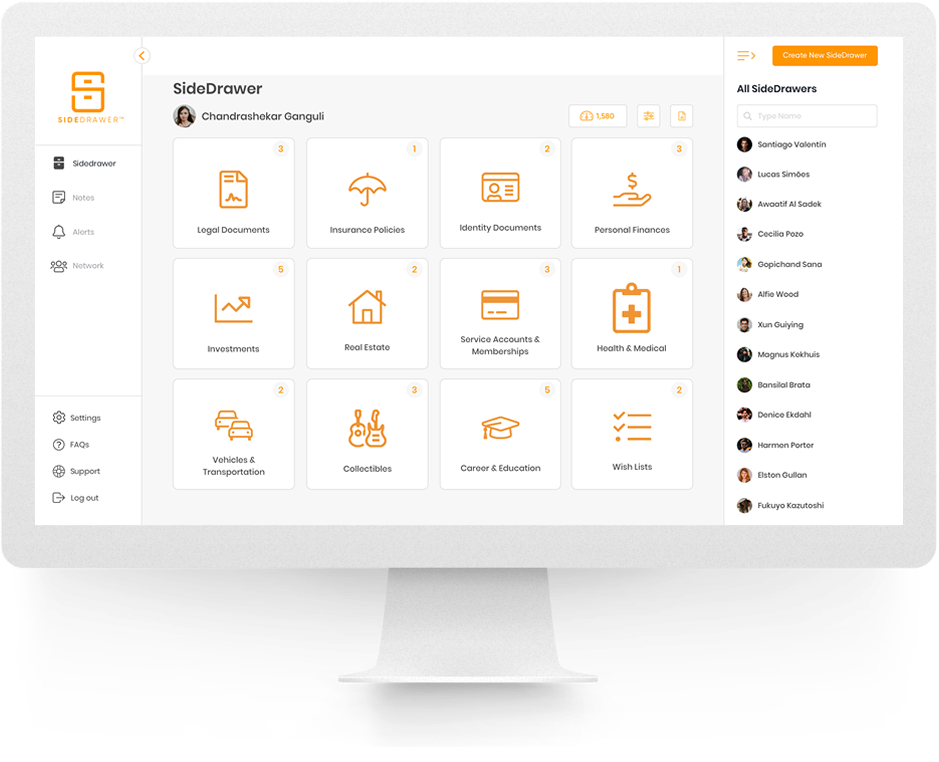 SIDEDRAWER™
Sidedrawer
Notes
Alerts
Network
Settings
FAQs
Support
Log out
SideDrawer
Chandrashekar Ganguli
1,580
3
Legal Documents
1
Insurance Policies
2
Identity Documents
3
Personal Finances
5
Investments
2
Real Estate
3
Service Accounts &
Memberships
1
Health & Medical
2
Vehicles &
Transportation
3
Collectibles
5
Career & Education
2
Wish Lists
Create New SideDrawer
All SideDrawers
Type Name
Santiago Valentín
Lucas Simões
Awaatif Al Sadek
Cecilia Pozo
Gopichand Sana
Alfie Wood
Xun Guiying
Magnus Kekhuis
Bansilal Brata
Denice Ekdahl
Harmen Porter
Elston Gullan
Fukuyo Kazutoshi